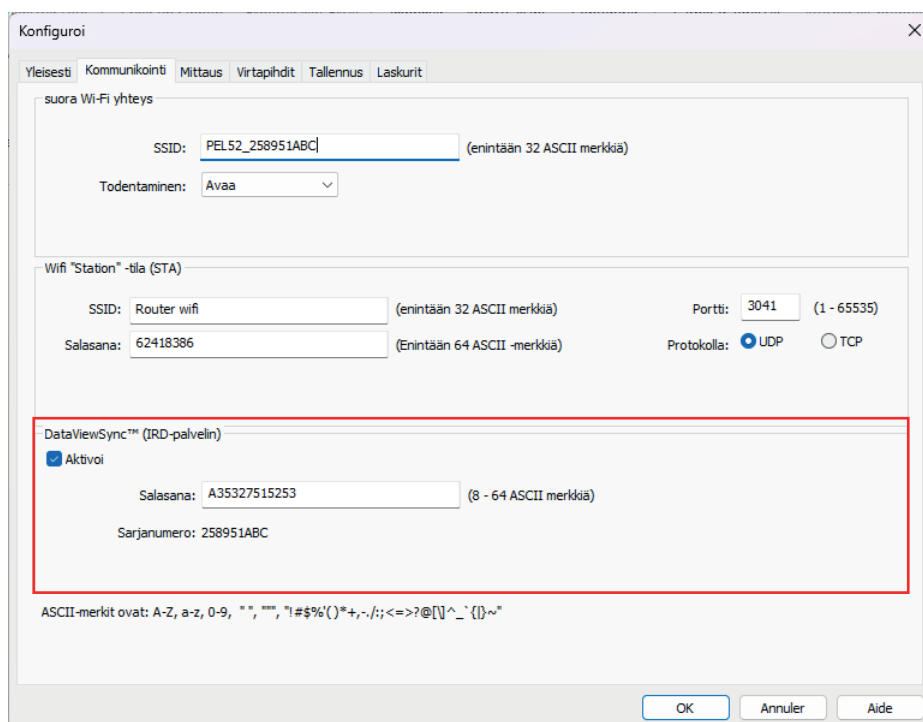 Konfiguroi
Yleisesti Kommunikointi Mittaus Virtapihdit Tallennus Laskurit
suora Wi-Fi yhteys
SSID: PEL52_258951ABC (enintään 32 ASCII merkkiä)
Todentaminen: Avaa
Wifi "Station" -tila (STA)
SSID: Router wifi (enintään 32 ASCII merkkiä) Portti: 3041 (1 - 65535)
Salasana: 62418386 (Enintään 64 ASCII -merkkiä) Protokolla: UDP TCP
DataViewSync™ (IRD-palvelin)
Aktivoi
Salasana: A35327515253 (8 - 64 ASCII merkkiä)
Sarjanumero: 258951ABC
ASCII-merkit ovat: A-Z, a-z, 0-9, " ", """, "!#$%'()*+,-./:;<=>?@[\]^_`{|}~"
OK Annuler Aide